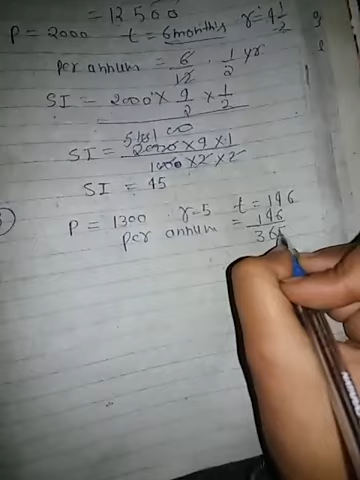 = 12500
P = 2000 t = 6 months r = 4 1/2
per annum = 6/12 . 1/2 yr
SI = 2000 × 9/2 × 1/2
SI = 2000 × 9 × 1 / 100 × 2 × 2
SI = 45
P = 1300 r = 5 t = 146
per annum = 146/365